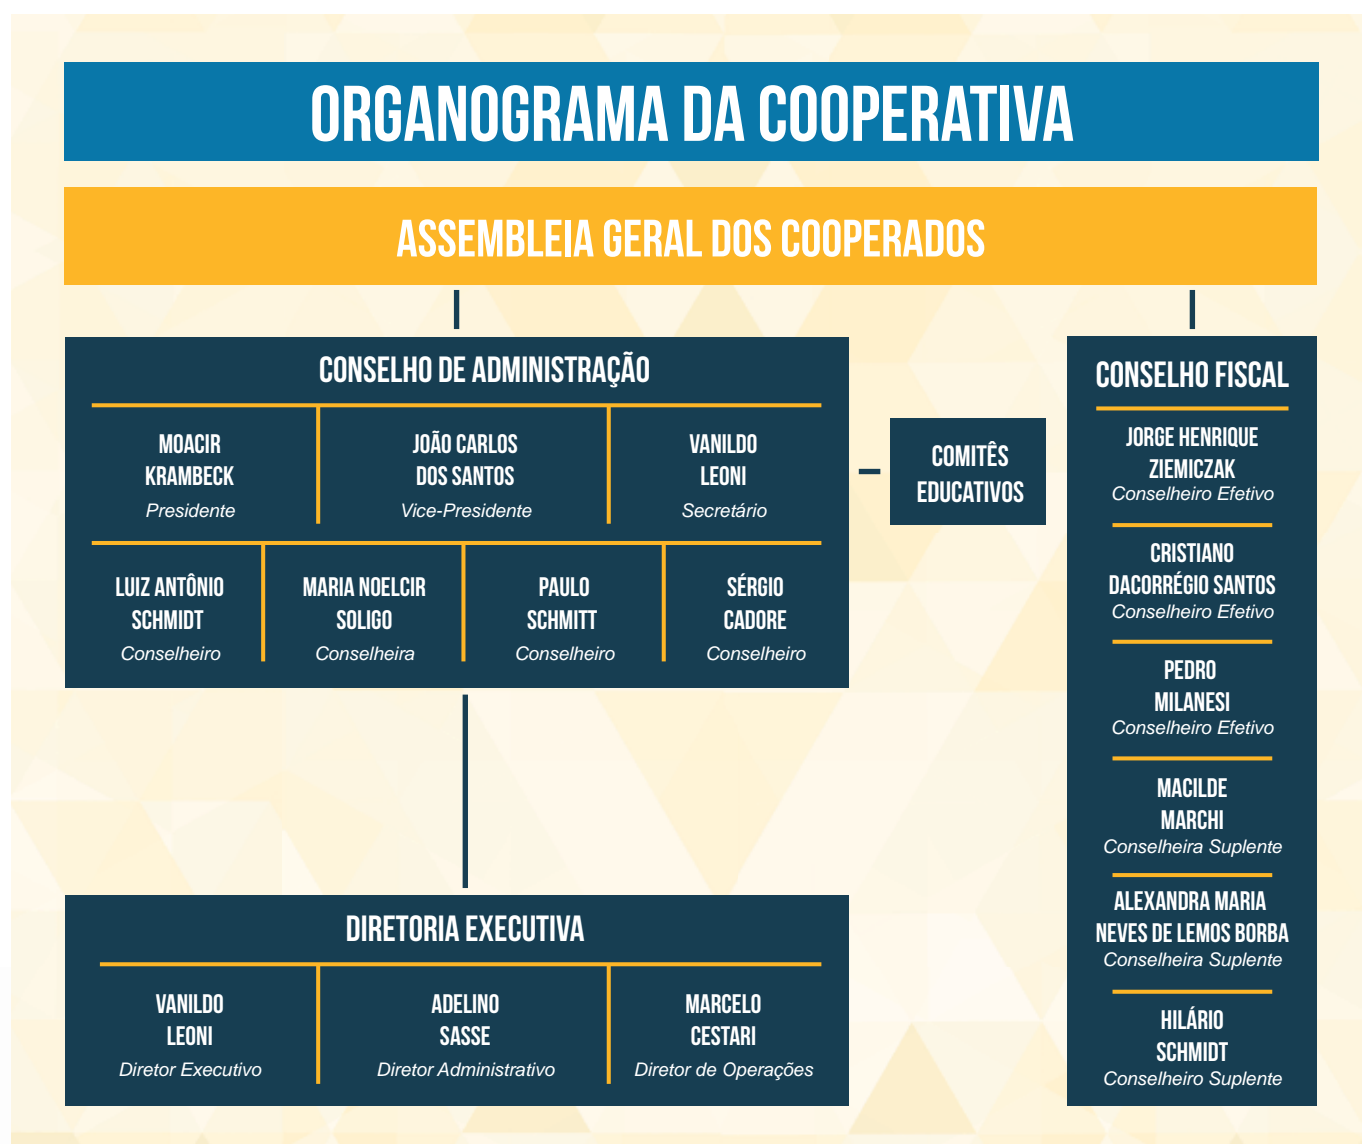 ORGANOGRAMA DA COOPERATIVA
ASSEMBLEIA GERAL DOS COOPERADOS
CONSELHO DE ADMINISTRAÇÃO
MOACIR
KRAMBECK
Presidente
JOÃO CARLOS
DOS SANTOS
Vice-Presidente
VANILDO
LEONI
Secretário
LUIZ ANTÔNIO
SCHMIDT
Conselheiro
MARIA NOELCIR
SOLIGO
Conselheira
PAULO
SCHMITT
Conselheiro
SÉRGIO
CADORE
Conselheiro
COMITÊS
EDUCATIVOS
CONSELHO FISCAL
JORGE HENRIQUE
ZIEMICZAK
Conselheiro Efetivo
CRISTIANO
DACORRÉGIO SANTOS
Conselheiro Efetivo
PEDRO
MILANESI
Conselheiro Efetivo
MACILDE
MARCHI
Conselheira Suplente
ALEXANDRA MARIA
NEVES DE LEMOS BORBA
Conselheira Suplente
HILÁRIO
SCHMIDT
Conselheiro Suplente
DIRETORIA EXECUTIVA
VANILDO
LEONI
Diretor Executivo
ADELINO
SASSE
Diretor Administrativo
MARCELO
CESTARI
Diretor de Operações